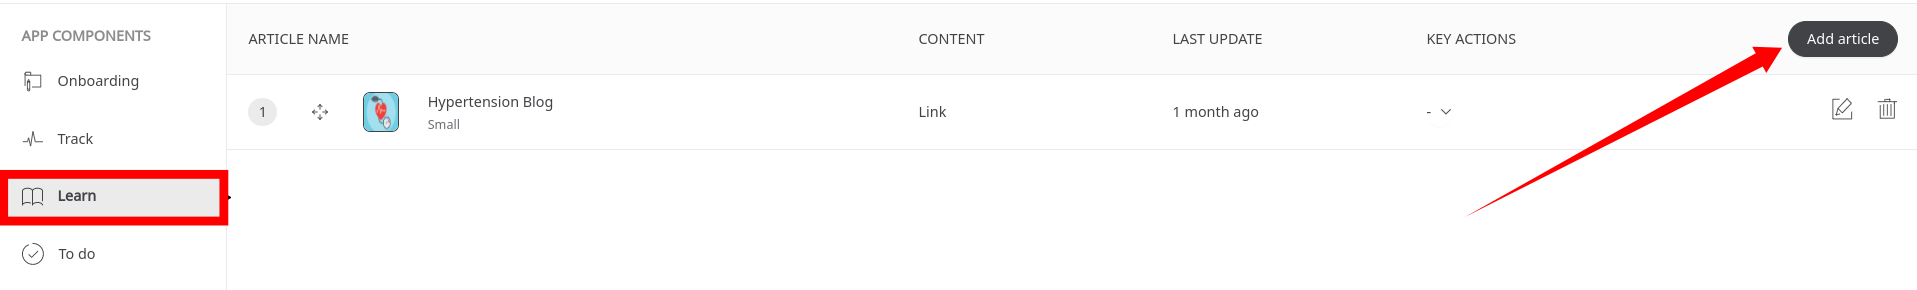 APP COMPONENTS
Onboarding
Track
Learn
To do
ARTICLE NAME CONTENT LAST UPDATE KEY ACTIONS Add article
1 Hypertension Blog Link 1 month ago -
Small